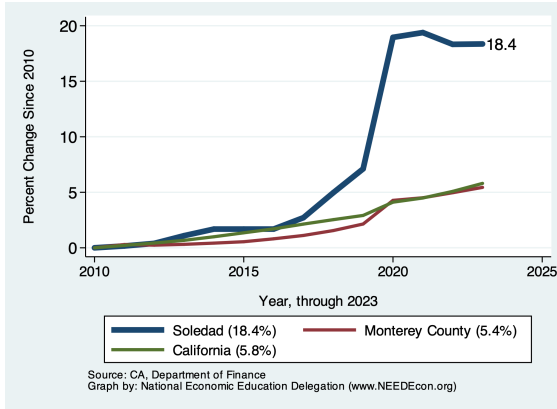 Percent Change Since 2010
20
15
10
5
0
18.4
2010
2015
2020
2025
Year, through 2023
Soledad (18.4%)
Monterey County (5.4%)
California (5.8%)
Source: CA, Department of Finance
Graph by: National Economic Education Delegation (www.NEEDEcon.org)